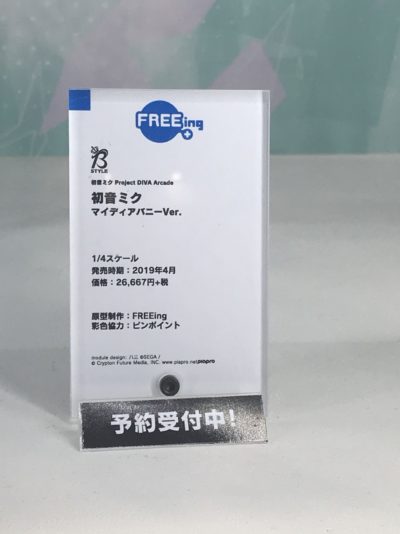 FREEing
B
STYLE
初音ミク Project DIVA Arcade
初音ミク
マイディアバニーVer.
1/4スケール
発売時期：2019年4月
価格：26,667円+税
原型制作：FREEing
彩色協力：ピンポイント
module design: 八三 ©SEGA /
© Crypton Future Media, INC. www.piapro.net piapro
予約受付中!